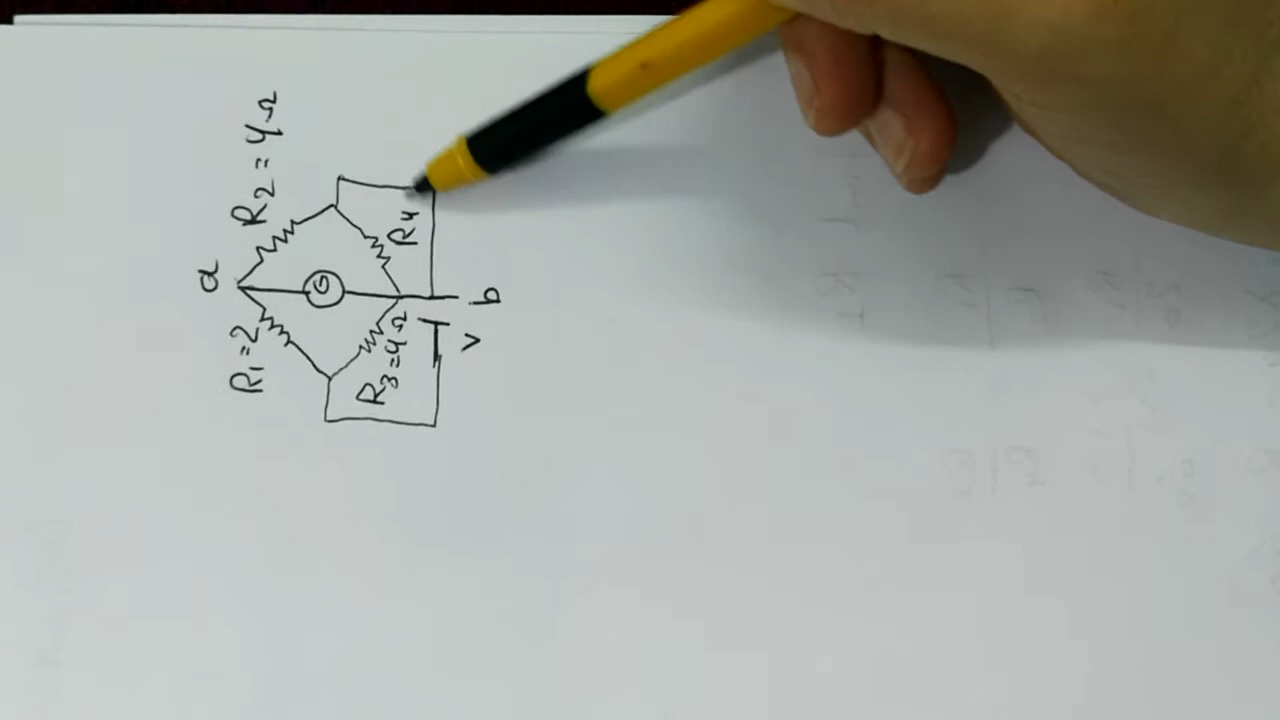 a
R2 = 4Ω
R1 = 2
G
R4
R3 = 4Ω
b
V